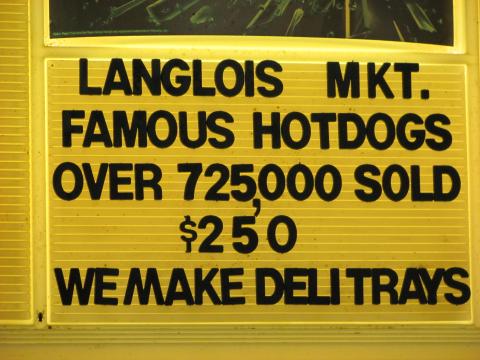 LANGLOIS MKT.
FAMOUS HOTDOGS
OVER 725,000 SOLD
$250
WE MAKE DELI TRAYS